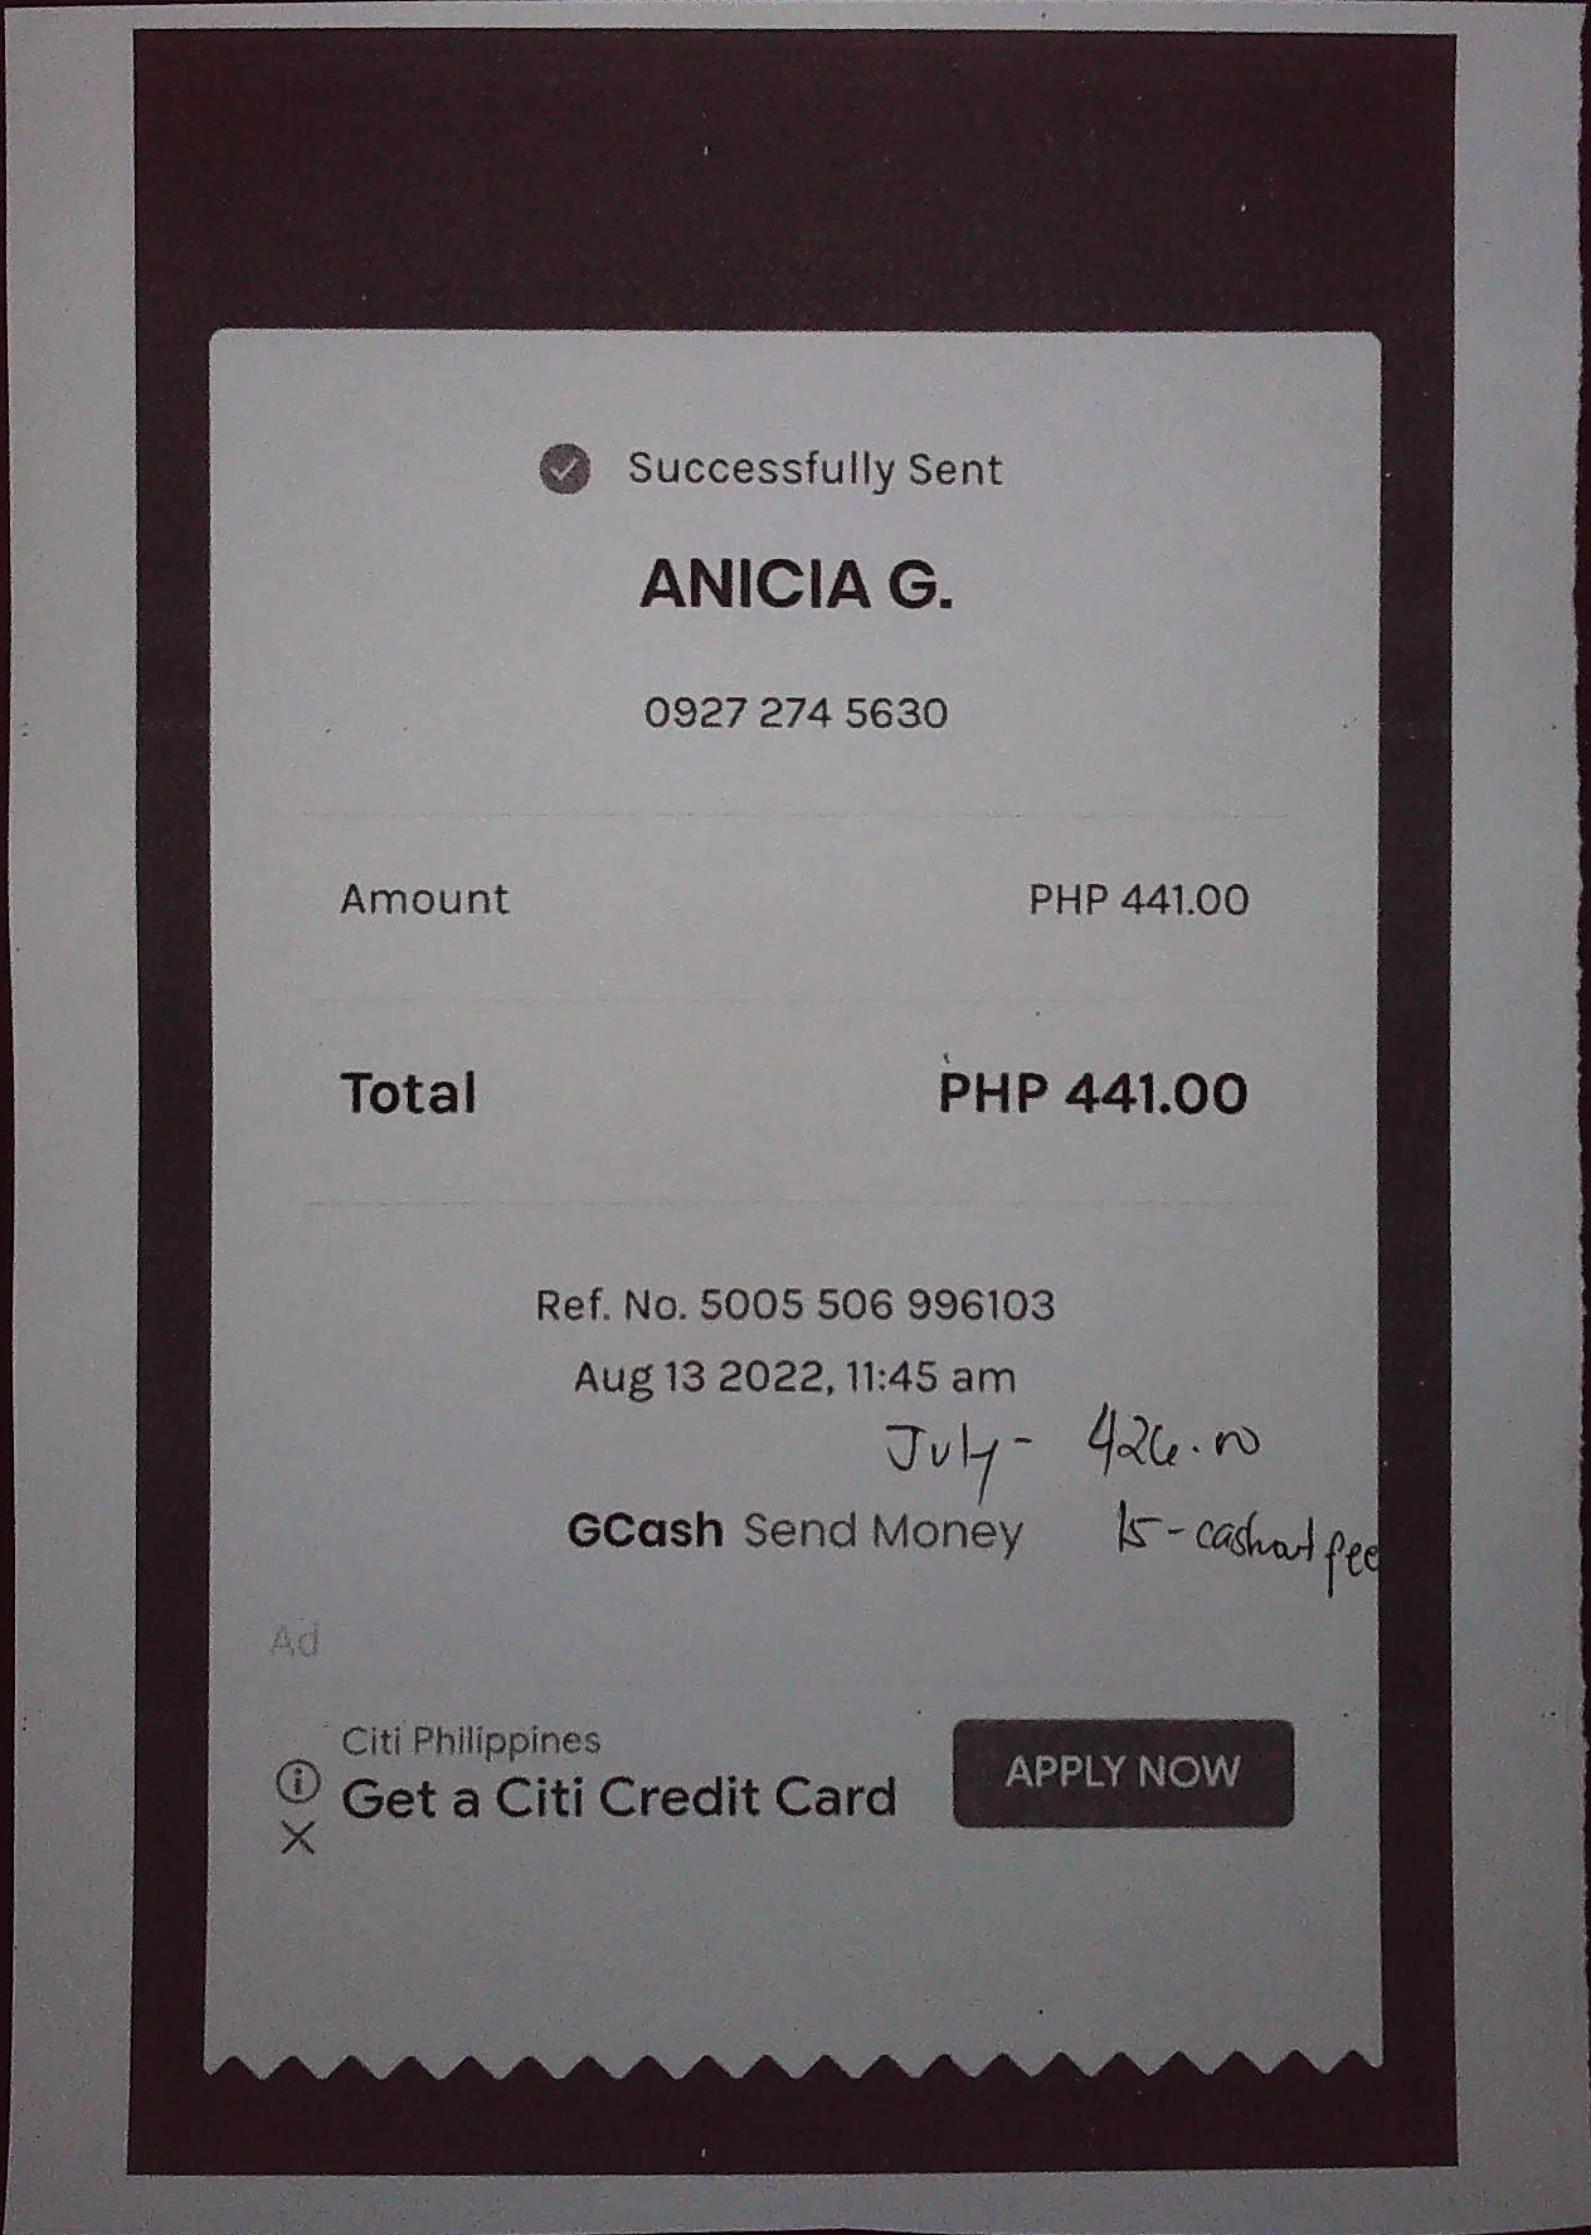 Successfully Sent
ANICIA G.
0927 274 5630
Amount PHP 441.00
Total PHP 441.00
Ref. No. 5005 506 996103
Aug 13 2022, 11:45 am
July - 426.00
GCash Send Money 15 - cashout fee
Ad
Citi Philippines
Get a Citi Credit Card
APPLY NOW